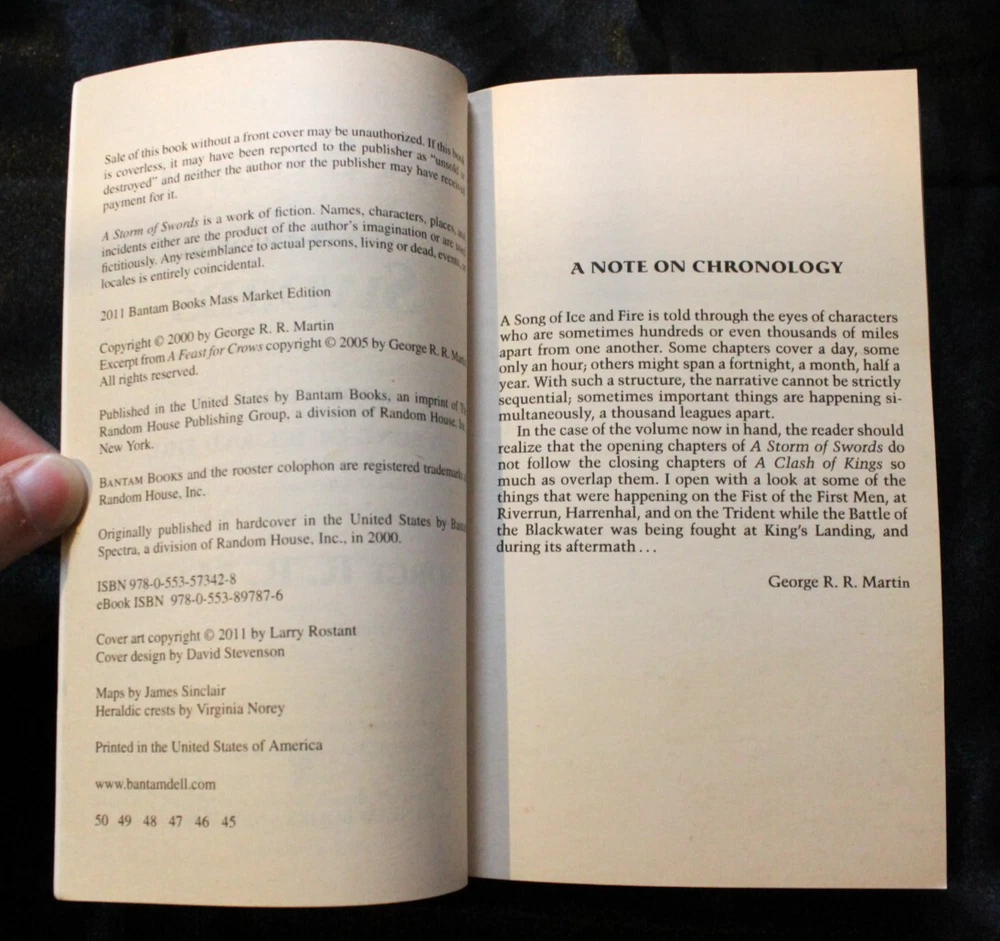 Sale of this book without a front cover may be unauthorized. If this book
is coverless, it may have been reported to the publisher as "unsold or
destroyed" and neither the author nor the publisher may have received
payment for it.
A Storm of Swords is a work of fiction. Names, characters, places, and
incidents either are the product of the author's imagination or are used
fictitiously. Any resemblance to actual persons, living or dead, events, or
locales is entirely coincidental.
2011 Bantam Books Mass Market Edition
Copyright © 2000 by George R. R. Martin
Excerpt from A Feast for Crows copyright © 2005 by George R. R. Martin
All rights reserved.
Published in the United States by Bantam Books, an imprint of The
Random House Publishing Group, a division of Random House, Inc.,
New York.
BANTAM BOOKS and the rooster colophon are registered trademarks of
Random House, Inc.
Originally published in hardcover in the United States by Bantam
Spectra, a division of Random House, Inc., in 2000.
ISBN 978-0-553-57342-8
eBook ISBN 978-0-553-89787-6
Cover art copyright © 2011 by Larry Rostant
Cover design by David Stevenson
Maps by James Sinclair
Heraldic crests by Virginia Norey
Printed in the United States of America
www.bantamdell.com
50 49 48 47 46 45
A NOTE ON CHRONOLOGY
A Song of Ice and Fire is told through the eyes of characters
who are sometimes hundreds or even thousands of miles
apart from one another. Some chapters cover a day, some
only an hour; others might span a fortnight, a month, half a
year. With such a structure, the narrative cannot be strictly
sequential; sometimes important things are happening si-
multaneously, a thousand leagues apart.
In the case of the volume now in hand, the reader should
realize that the opening chapters of A Storm of Swords do
not follow the closing chapters of A Clash of Kings so
much as overlap them. I open with a look at some of the
things that were happening on the Fist of the First Men, at
Riverrun, Harrenhal, and on the Trident while the Battle of
the Blackwater was being fought at King's Landing, and
during its aftermath . . .
George R. R. Martin